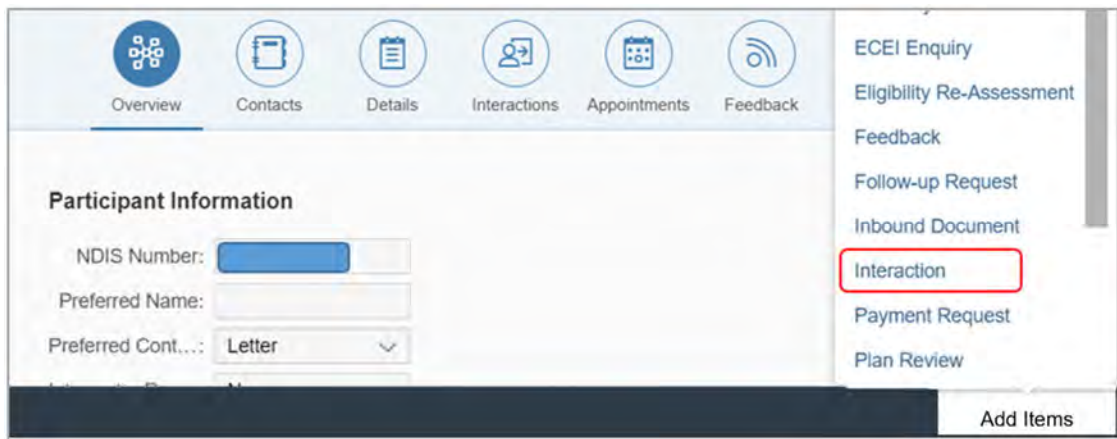 Overview
Contacts
Details
Interactions
Appointments
Feedback
Participant Information
NDIS Number:
Preferred Name:
Preferred Cont...: Letter
ECEI Enquiry
Eligibility Re-Assessment
Feedback
Follow-up Request
Inbound Document
Interaction
Payment Request
Plan Review
Add Items